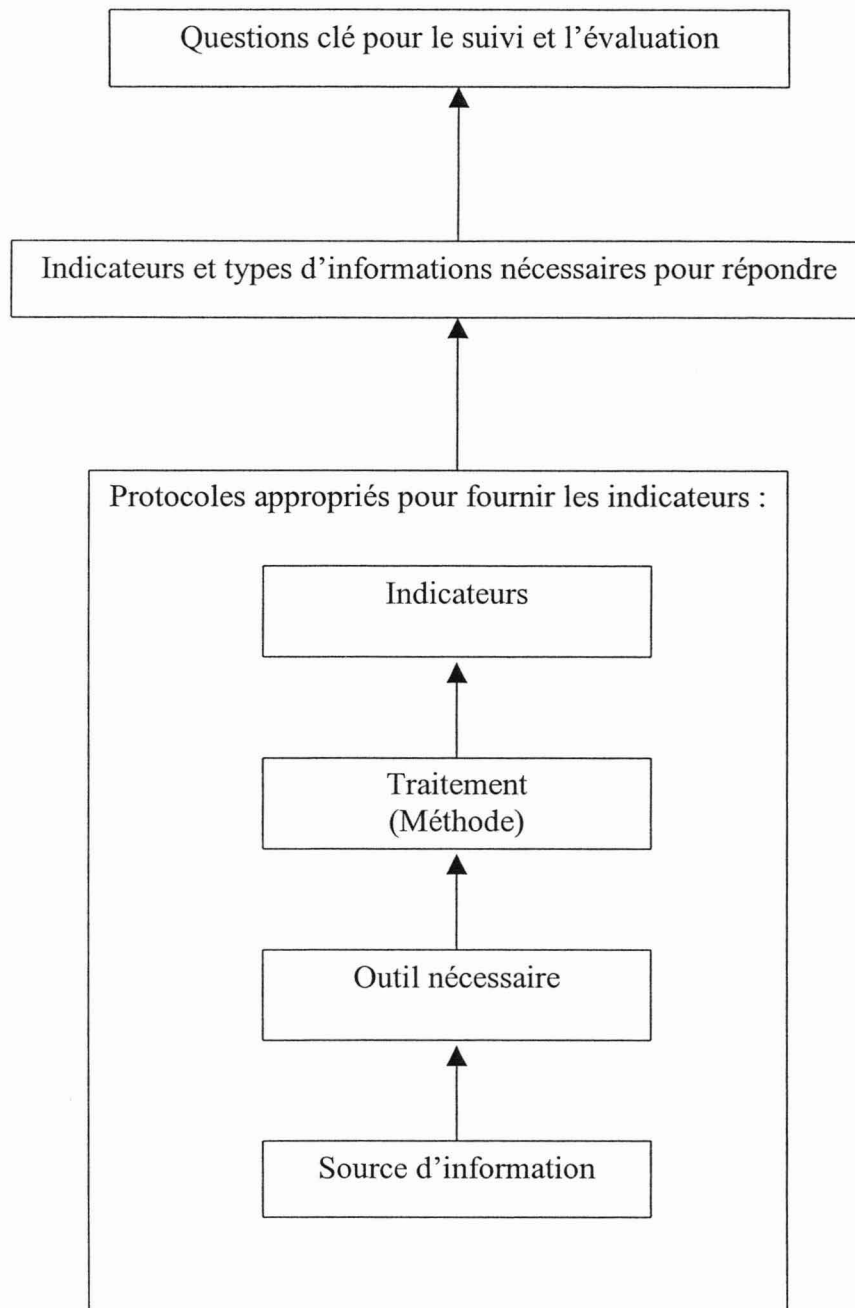 Questions clé pour le suivi et l’évaluation
Indicateurs et types d’informations nécessaires pour répondre
Protocoles appropriés pour fournir les indicateurs :
Indicateurs
Traitement
(Méthode)
Outil nécessaire
Source d’information